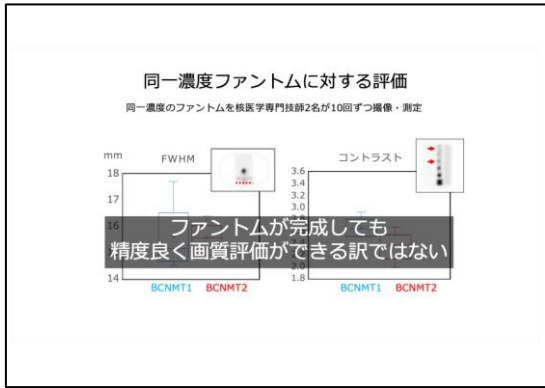 同一濃度ファントムに対する評価
同一濃度のファントムを核医学専門技師2名が10回ずつ撮像・測定
mm
FWHM
18
17
16
14
BCNMT1
BCNMT2
コントラスト
3.6
3.4
3.2
3.0
2.8
2.0
1.8
BCNMT1
BCNMT2
ファントムが完成しても
精度良く画質評価ができる訳ではない